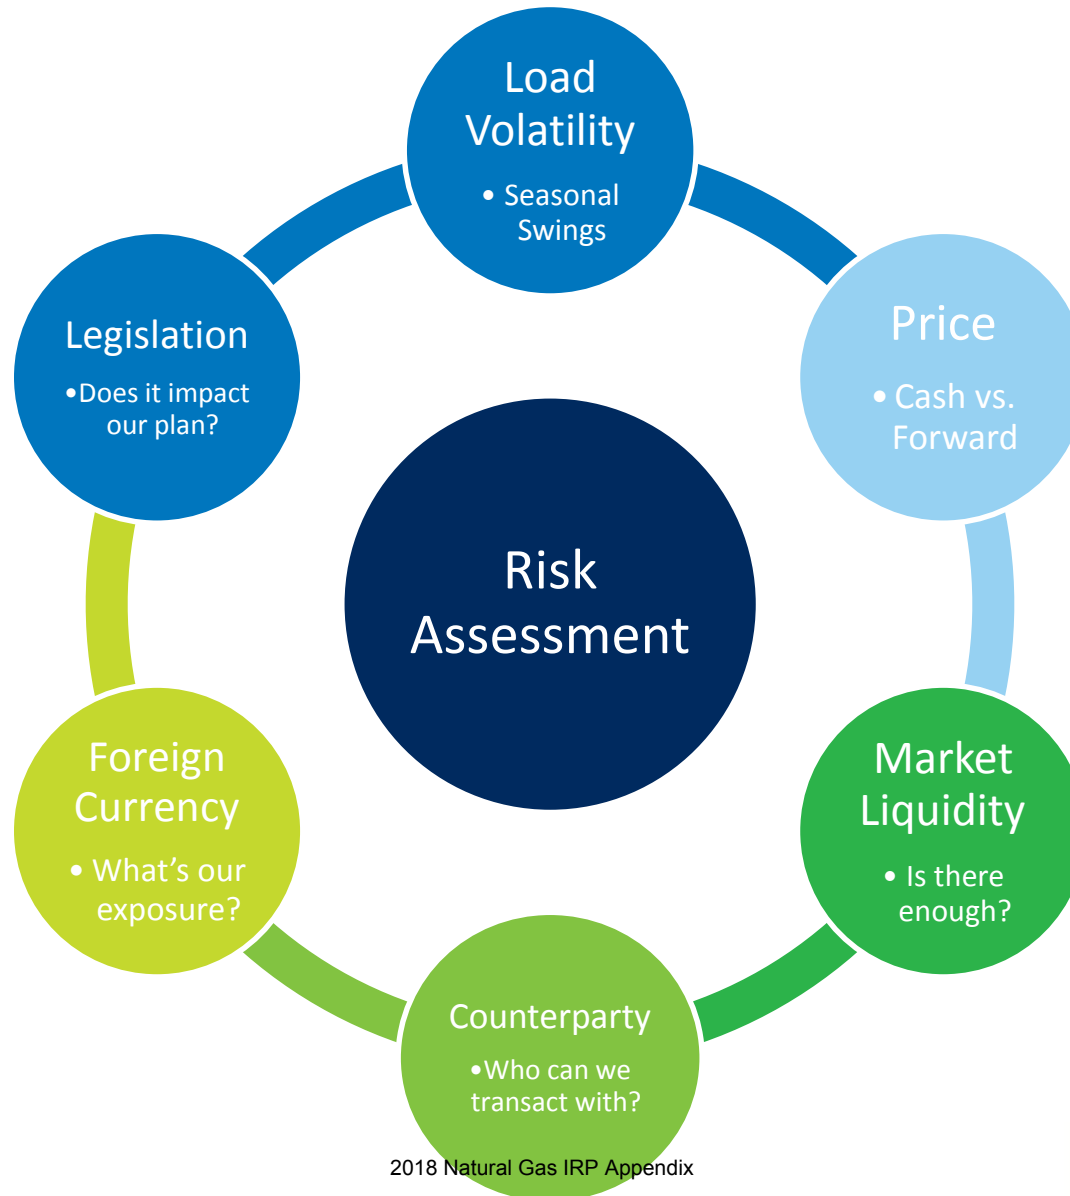 Load
Volatility
• Seasonal
Swings
Price
• Cash vs.
Forward
Market
Liquidity
• Is there
enough?
Counterparty
•Who can we
transact with?
Foreign
Currency
• What's our
exposure?
Legislation
•Does it impact
our plan?
Risk
Assessment
2018 Natural Gas IRP Appendix